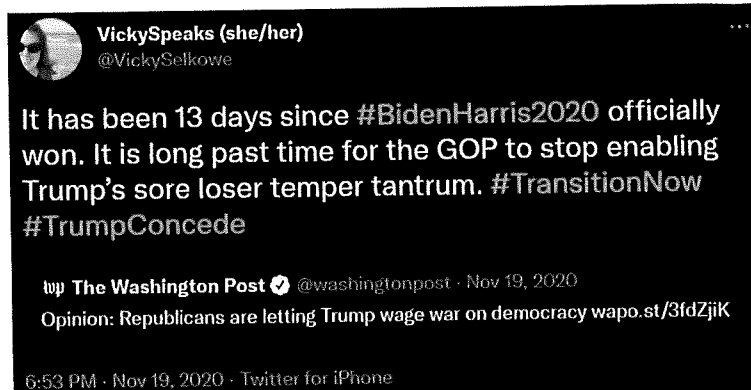 VickySpeaks (she/her)
@VickySelkowe
It has been 13 days since #BidenHarris2020 officially
won. It is long past time for the GOP to stop enabling
Trump's sore loser temper tantrum. #TransitionNow
#TrumpConcede
wp The Washington Post @washingtonpost · Nov 19, 2020
Opinion: Republicans are letting Trump wage war on democracy wapo.st/3fdZjiK
6:53 PM · Nov 19, 2020 · Twitter for iPhone